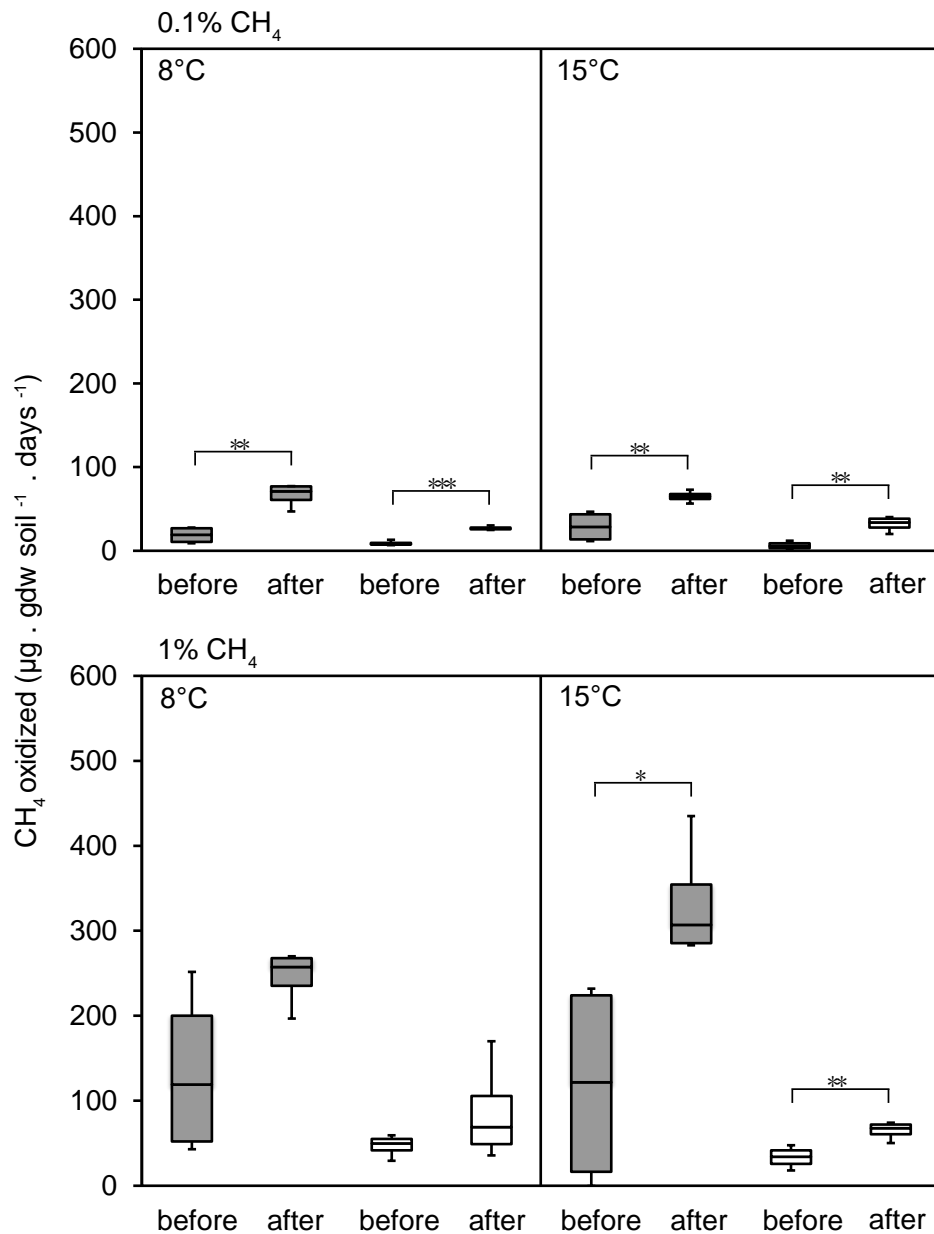 0.1% CH₄
600
8°C
15°C
500
400
300
200
100
**
***
**
**
0
before after before after before after before after
CH₄ oxidized (µg . gdw soil ⁻¹ . days ⁻¹)
1% CH₄
600
8°C
15°C
500
*
400
300
200
100
**
0
before after before after before after before after